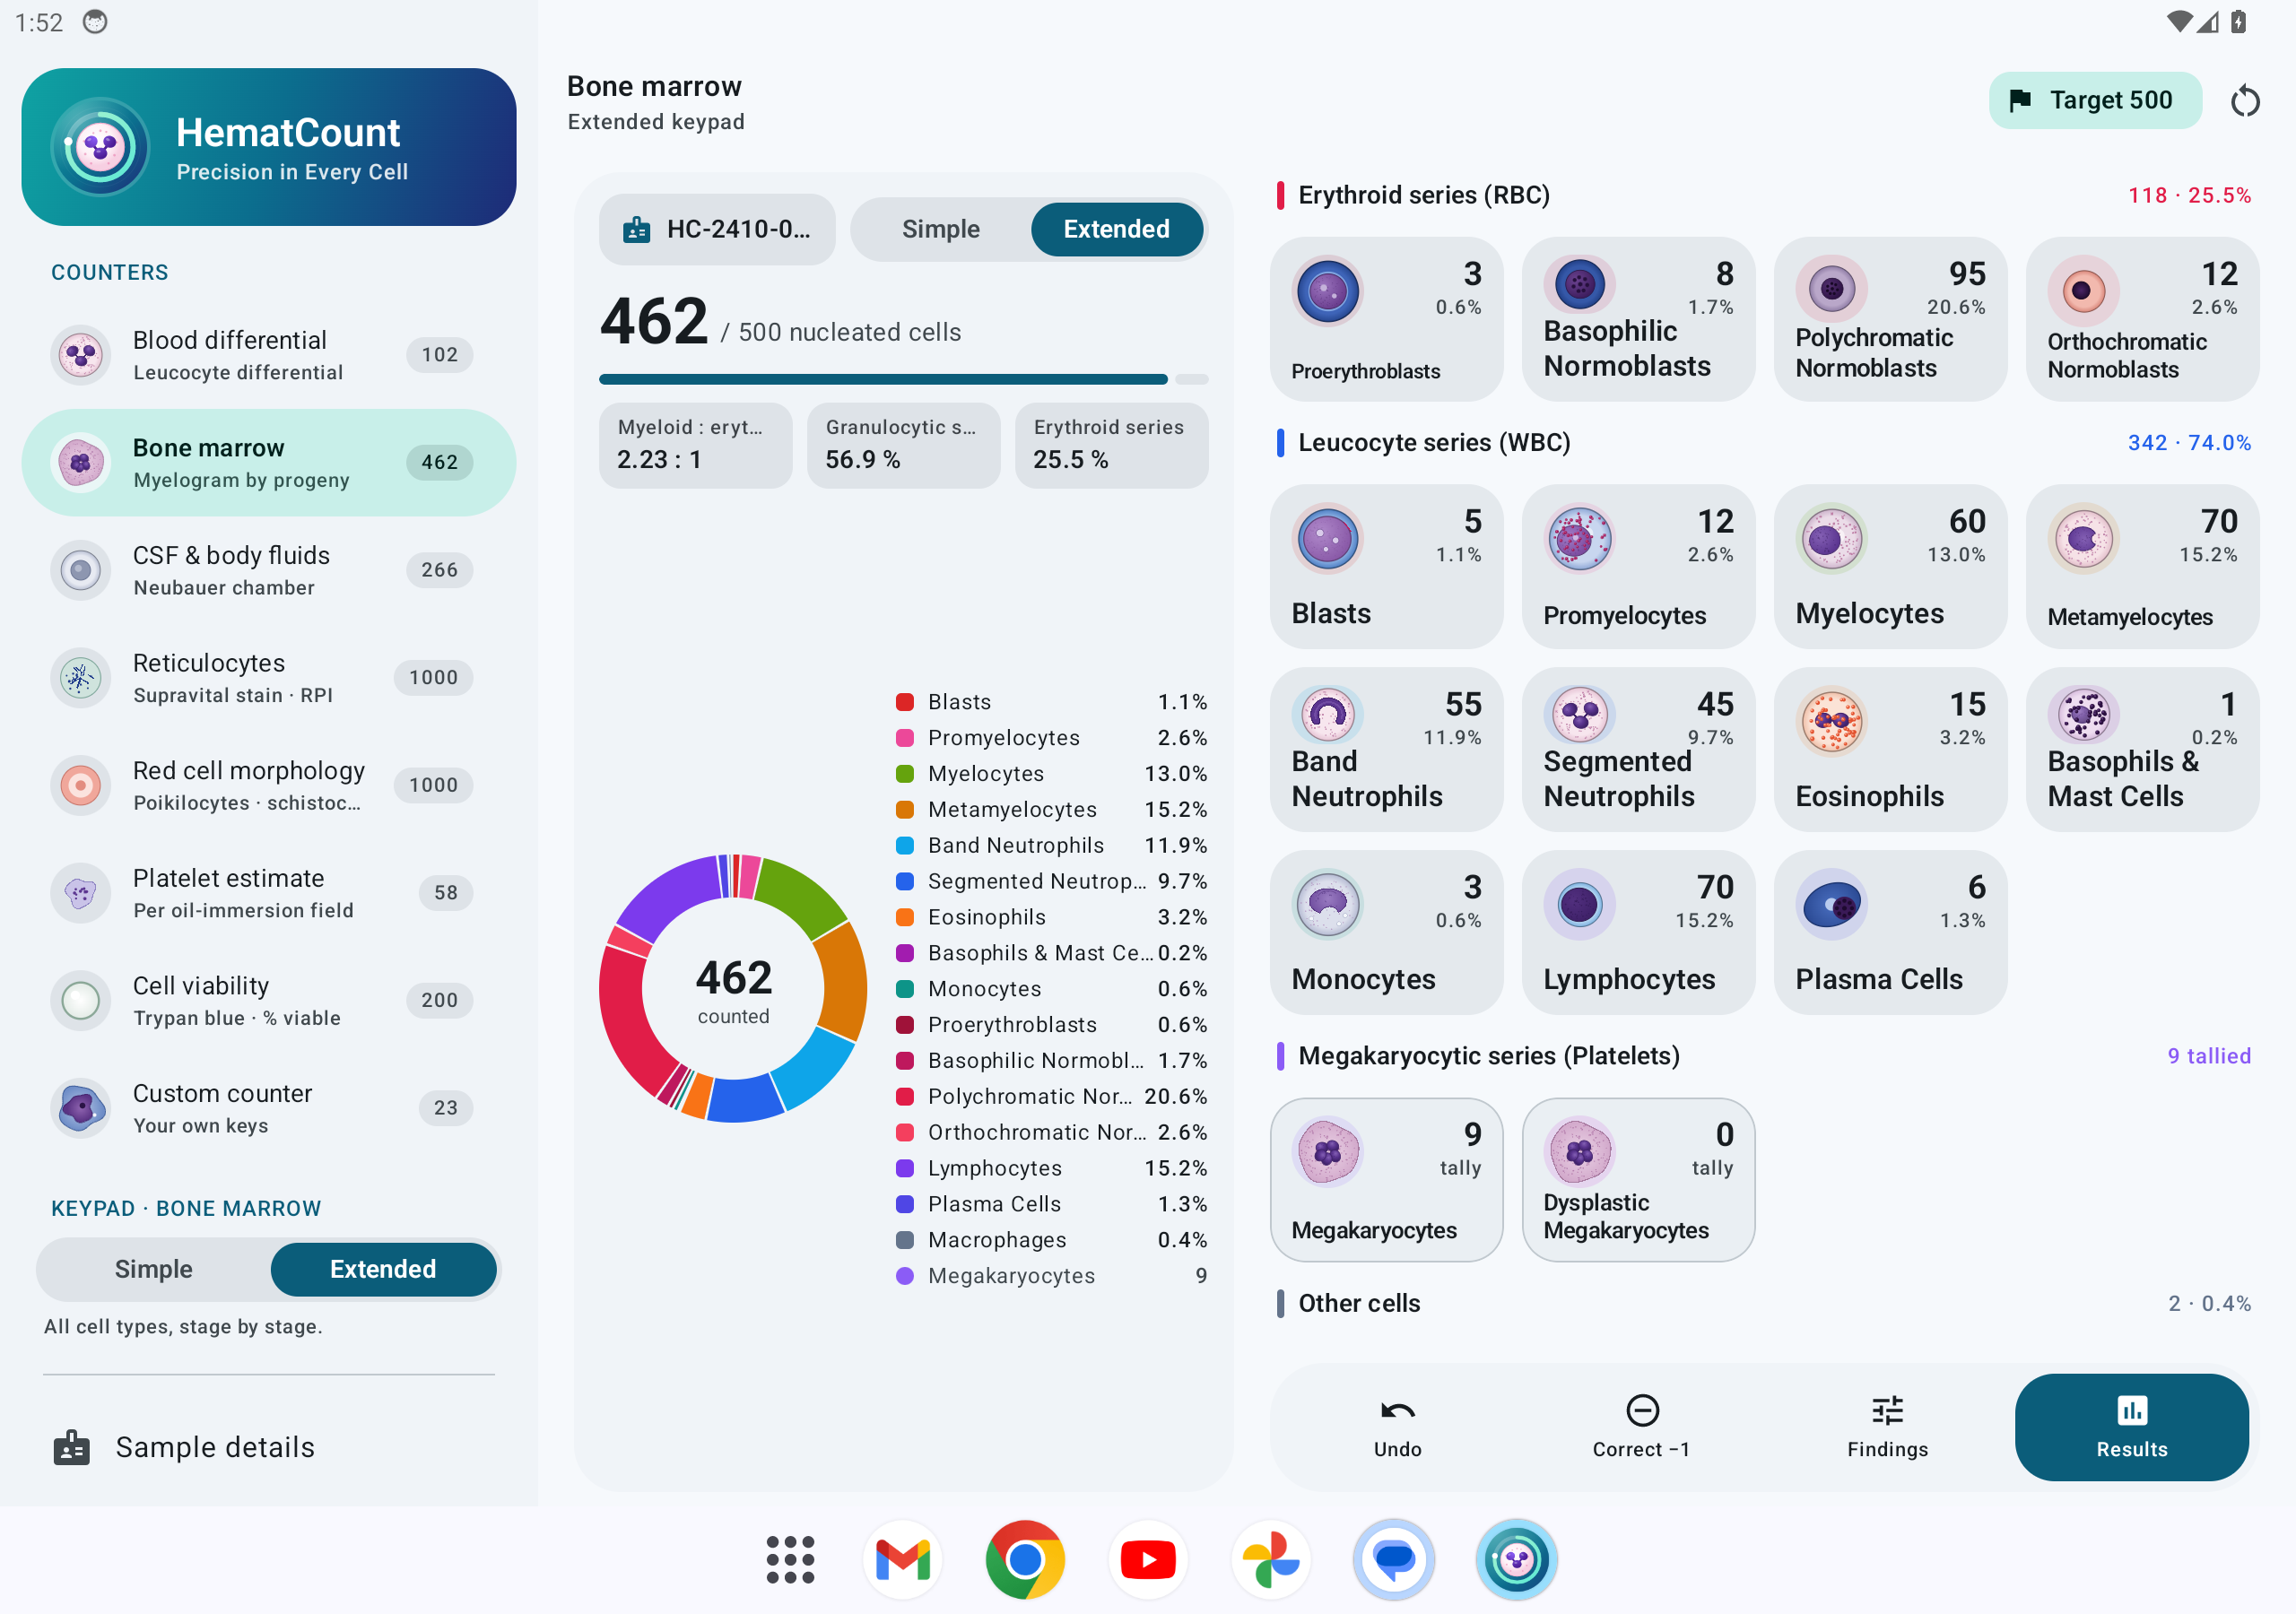 1:52
HematCount
Precision in Every Cell
COUNTERS
Blood differential
Leucocyte differential
102
Bone marrow
Myelogram by progeny
462
CSF & body fluids
Neubauer chamber
266
Reticulocytes
Supravital stain · RPI
1000
Red cell morphology
Poikilocytes · schistoc…
1000
Platelet estimate
Per oil-immersion field
58
Cell viability
Trypan blue · % viable
200
Custom counter
Your own keys
23
KEYPAD · BONE MARROW
Simple
Extended
All cell types, stage by stage.
Sample details
Bone marrow
Extended keypad
Target 500
HC-2410-0…
Simple
Extended
462 / 500 nucleated cells
Myeloid : eryt…
2.23 : 1
Granulocytic s…
56.9 %
Erythroid series
25.5 %
462
counted
Blasts 1.1%
Promyelocytes 2.6%
Myelocytes 13.0%
Metamyelocytes 15.2%
Band Neutrophils 11.9%
Segmented Neutrop… 9.7%
Eosinophils 3.2%
Basophils & Mast Ce… 0.2%
Monocytes 0.6%
Proerythroblasts 0.6%
Basophilic Normobl… 1.7%
Polychromatic Nor… 20.6%
Orthochromatic Nor… 2.6%
Lymphocytes 15.2%
Plasma Cells 1.3%
Macrophages 0.4%
Megakaryocytes 9
Erythroid series (RBC)
118 · 25.5%
3
0.6%
Proerythroblasts
8
1.7%
Basophilic
Normoblasts
95
20.6%
Polychromatic
Normoblasts
12
2.6%
Orthochromatic
Normoblasts
Leucocyte series (WBC)
342 · 74.0%
5
1.1%
Blasts
12
2.6%
Promyelocytes
60
13.0%
Myelocytes
70
15.2%
Metamyelocytes
55
11.9%
Band
Neutrophils
45
9.7%
Segmented
Neutrophils
15
3.2%
Eosinophils
1
0.2%
Basophils &
Mast Cells
3
0.6%
Monocytes
70
15.2%
Lymphocytes
6
1.3%
Plasma Cells
Megakaryocytic series (Platelets)
9 tallied
9
tally
Megakaryocytes
0
tally
Dysplastic
Megakaryocytes
Other cells
2 · 0.4%
Undo
Correct −1
Findings
Results